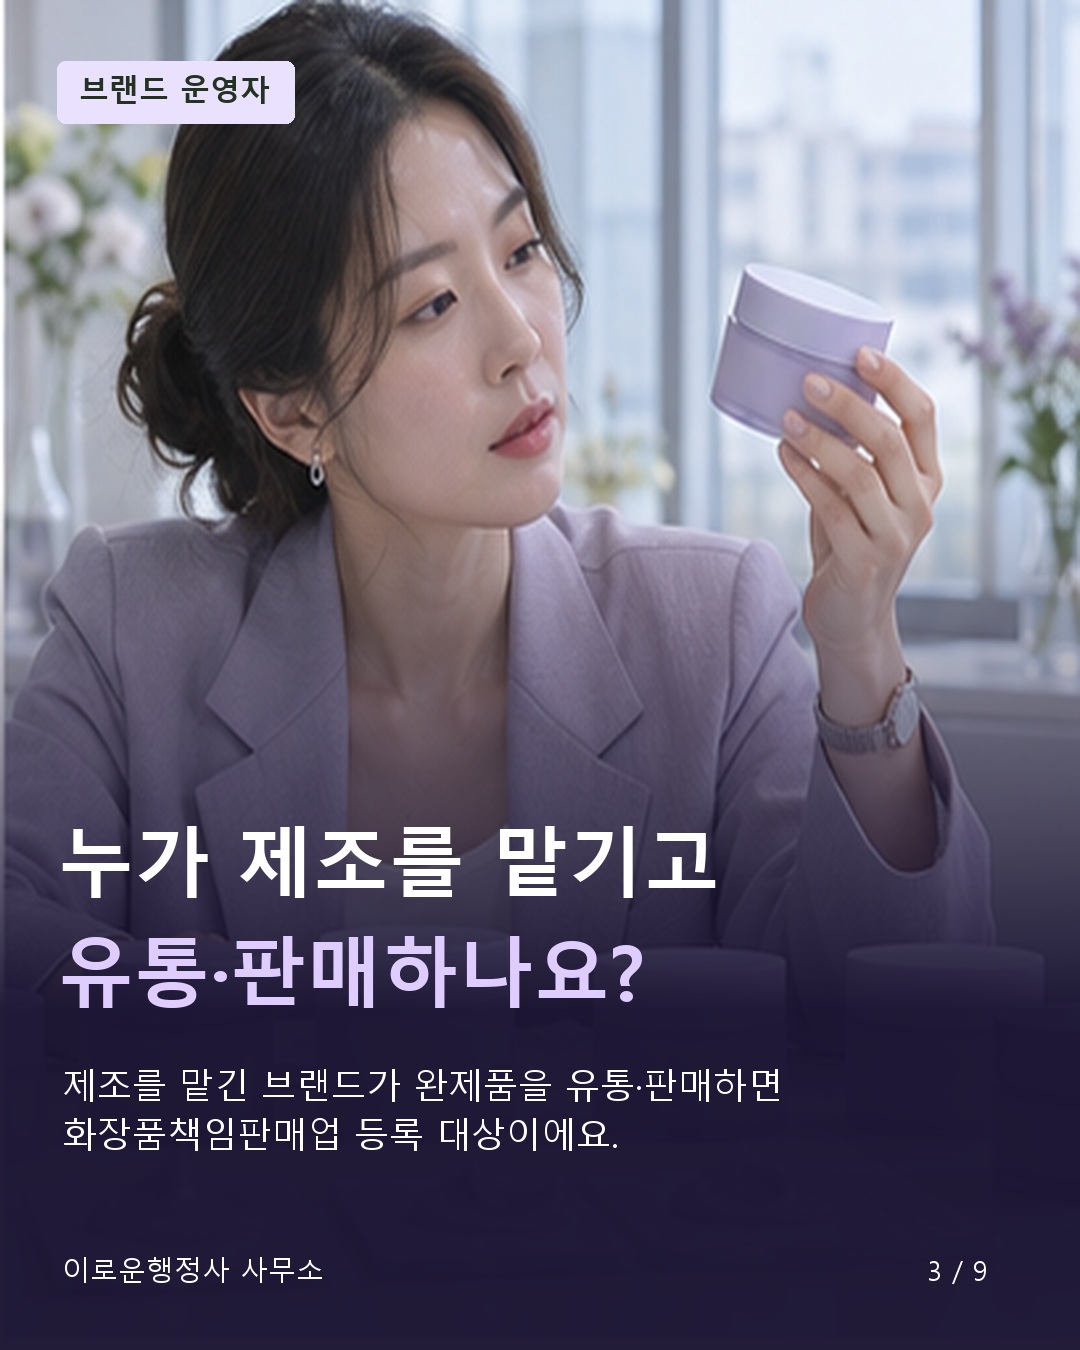 브랜드 운영자
누가 제조를 맡기고
유통·판매하나요?
제조를 맡긴 브랜드가 완제품을 유통·판매하면
화장품책임판매업 등록 대상이에요.
이로운행정사 사무소
3 / 9